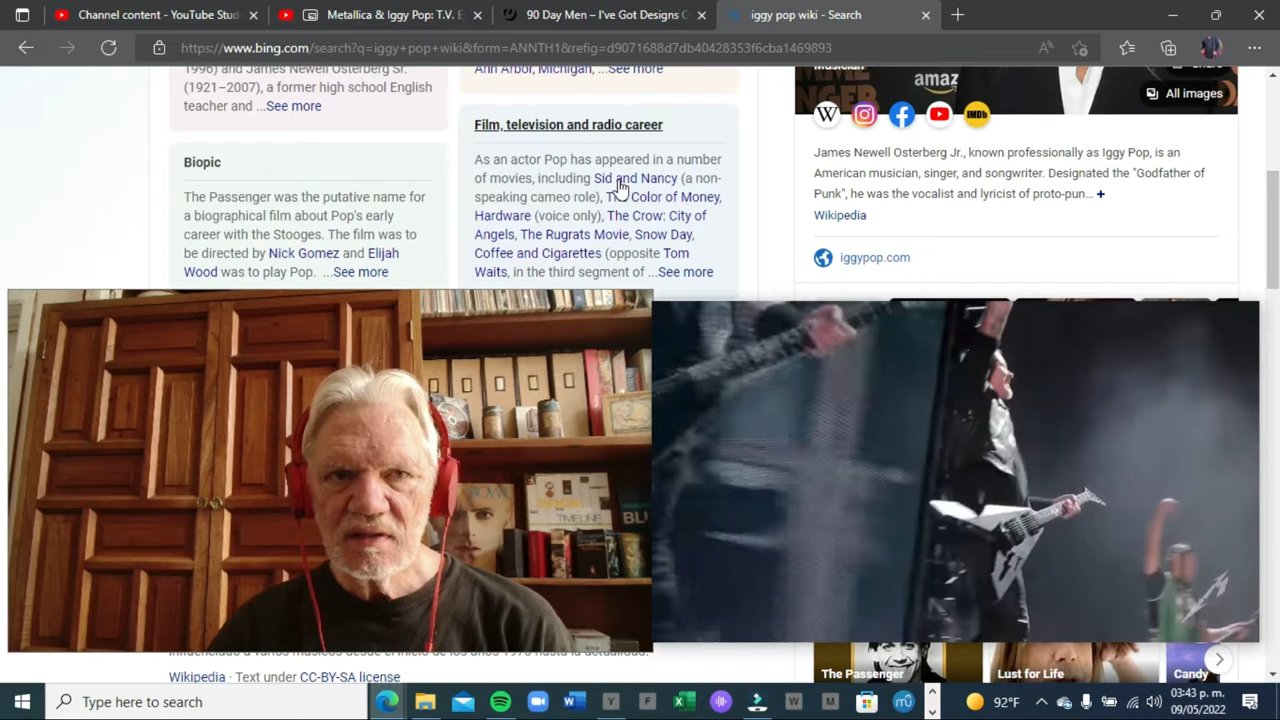 Channel content - YouTube Stud
Metallica & Iggy Pop: T.V. E
90 Day Men – I've Got Designs O
iggy pop wiki - Search
https://www.bing.com/search?q=iggy+pop+wiki&form=ANNTH1&refig=d9071688d7db40428353f6cba1469893
1996) and James Newell Osterberg Sr.
(1921–2007), a former high school English
teacher and ...See more
Biopic
The Passenger was the putative name for
a biographical film about Pop's early
career with the Stooges. The film was to
be directed by Nick Gomez and Elijah
Wood was to play Pop. ...See more
Ann Arbor, Michigan, ...See more
Film, television and radio career
As an actor Pop has appeared in a number
of movies, including Sid and Nancy (a non-
speaking cameo role), The Color of Money,
Hardware (voice only), The Crow: City of
Angels, The Rugrats Movie, Snow Day,
Coffee and Cigarettes (opposite Tom
Waits, in the third segment of ...See more
Musician
amazon
All images
W
IMDb
James Newell Osterberg Jr., known professionally as Iggy Pop, is an
American musician, singer, and songwriter. Designated the "Godfather of
Punk", he was the vocalist and lyricist of proto-pun... +
Wikipedia
iggypop.com
TIMELINE
BLU
Wikipedia · Text under CC-BY-SA license
The Passenger
Lust for Life
Candy
Type here to search
92°F
03:43 p. m.
09/05/2022